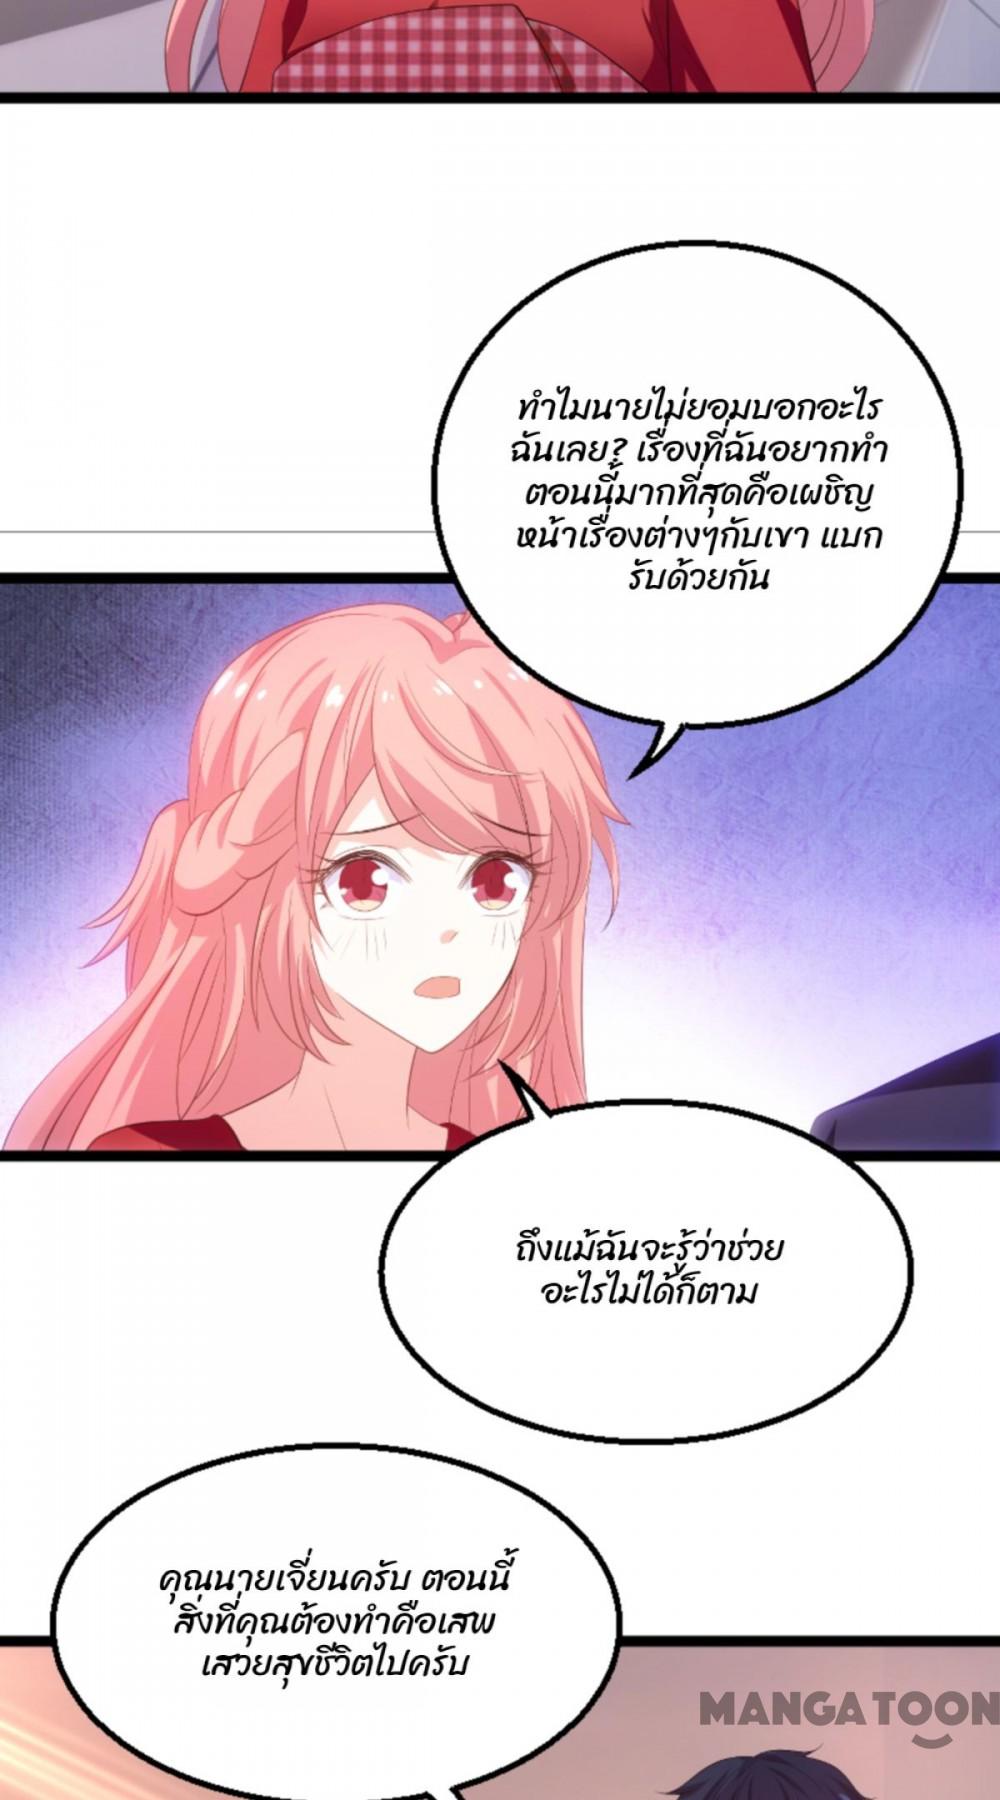 ทำไมนายไม่ยอมบอกอะไร
ฉันเลย? เรื่องที่ฉันอยากทำ
ตอนนี้มากที่สุดคือเผชิญ
หน้าเรื่องต่างๆกับเขา แบก
รับด้วยกัน
ถึงแม้ฉันจะรู้ว่าช่วย
อะไรไม่ได้ก็ตาม
คุณนายเจี่ยนครับ ตอนนี้
สิ่งที่คุณต้องทำคือเสพ
เสวยสุขชีวิตไปครับ
MANGATOON